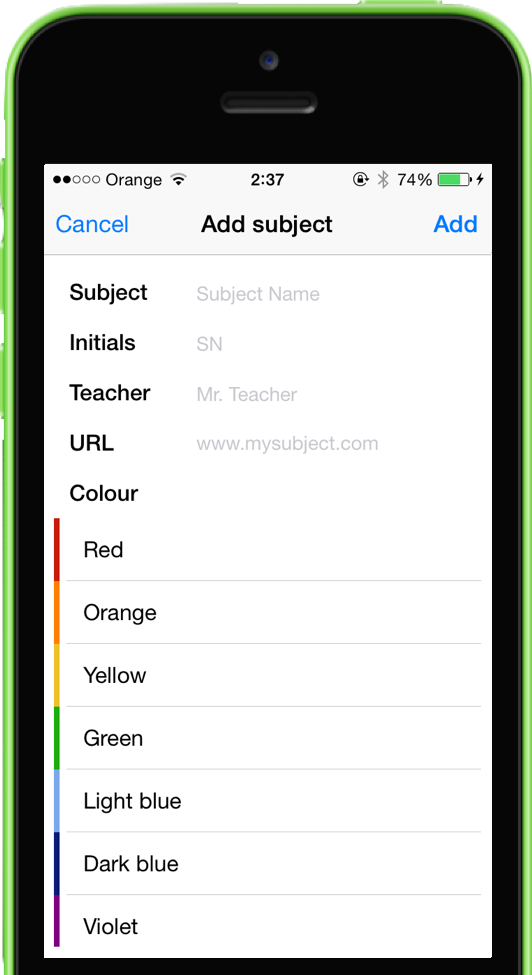 Orange 2:37 74%
Cancel Add subject Add
Subject Subject Name
Initials SN
Teacher Mr. Teacher
URL www.mysubject.com
Colour
Red
Orange
Yellow
Green
Light blue
Dark blue
Violet